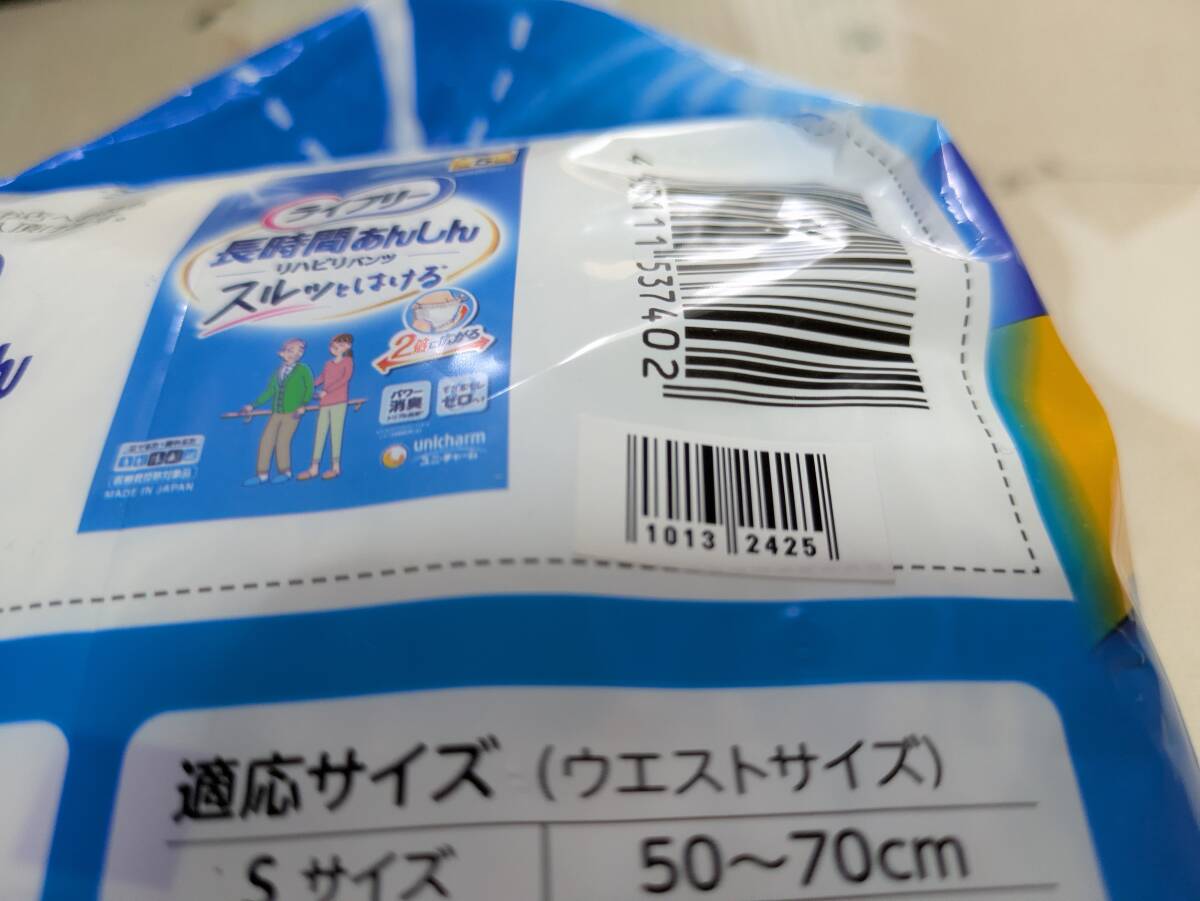 ライフリー
長時間あんしん
リハビリパンツ
スルッとはける
2倍に広がる
パワー
消臭
ゼロへ
unicharm
ユニ・チャーム
MADE IN JAPAN
537402
1013 2425
適応サイズ (ウエストサイズ)
Sサイズ 50～70cm